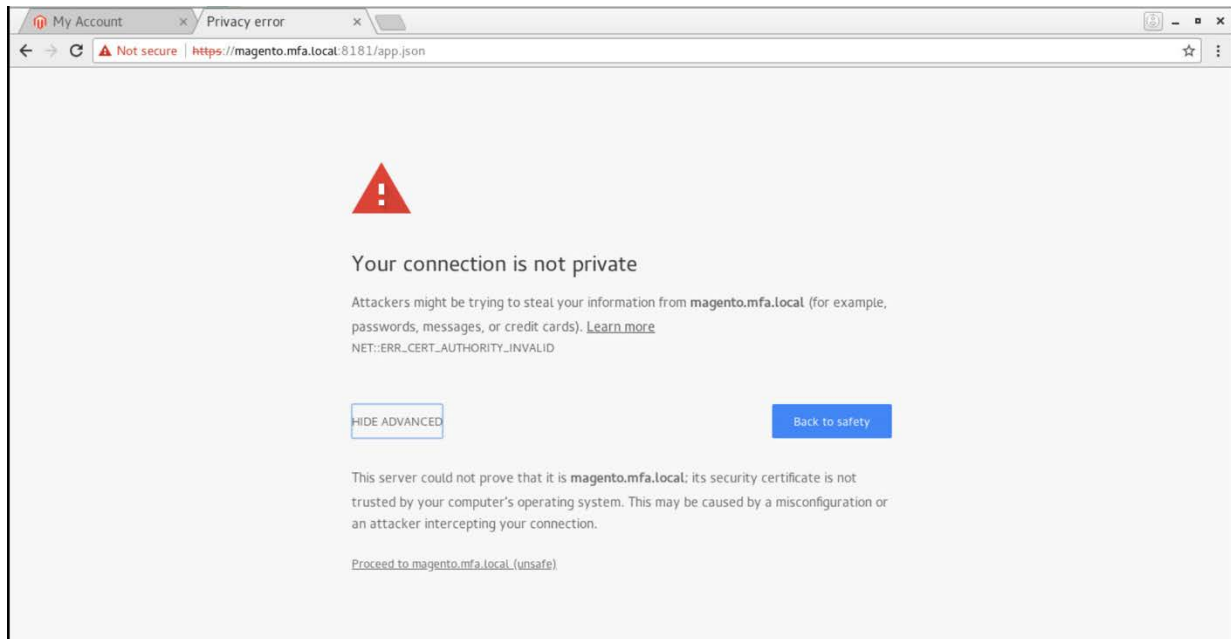 My Account
Privacy error
Not secure
https://magento.mfa.local:8181/app.json
Your connection is not private
Attackers might be trying to steal your information from magento.mfa.local (for example,
passwords, messages, or credit cards). Learn more
NET::ERR_CERT_AUTHORITY_INVALID
HIDE ADVANCED
Back to safety
This server could not prove that it is magento.mfa.local; its security certificate is not
trusted by your computer's operating system. This may be caused by a misconfiguration or
an attacker intercepting your connection.
Proceed to magento.mfa.local (unsafe)